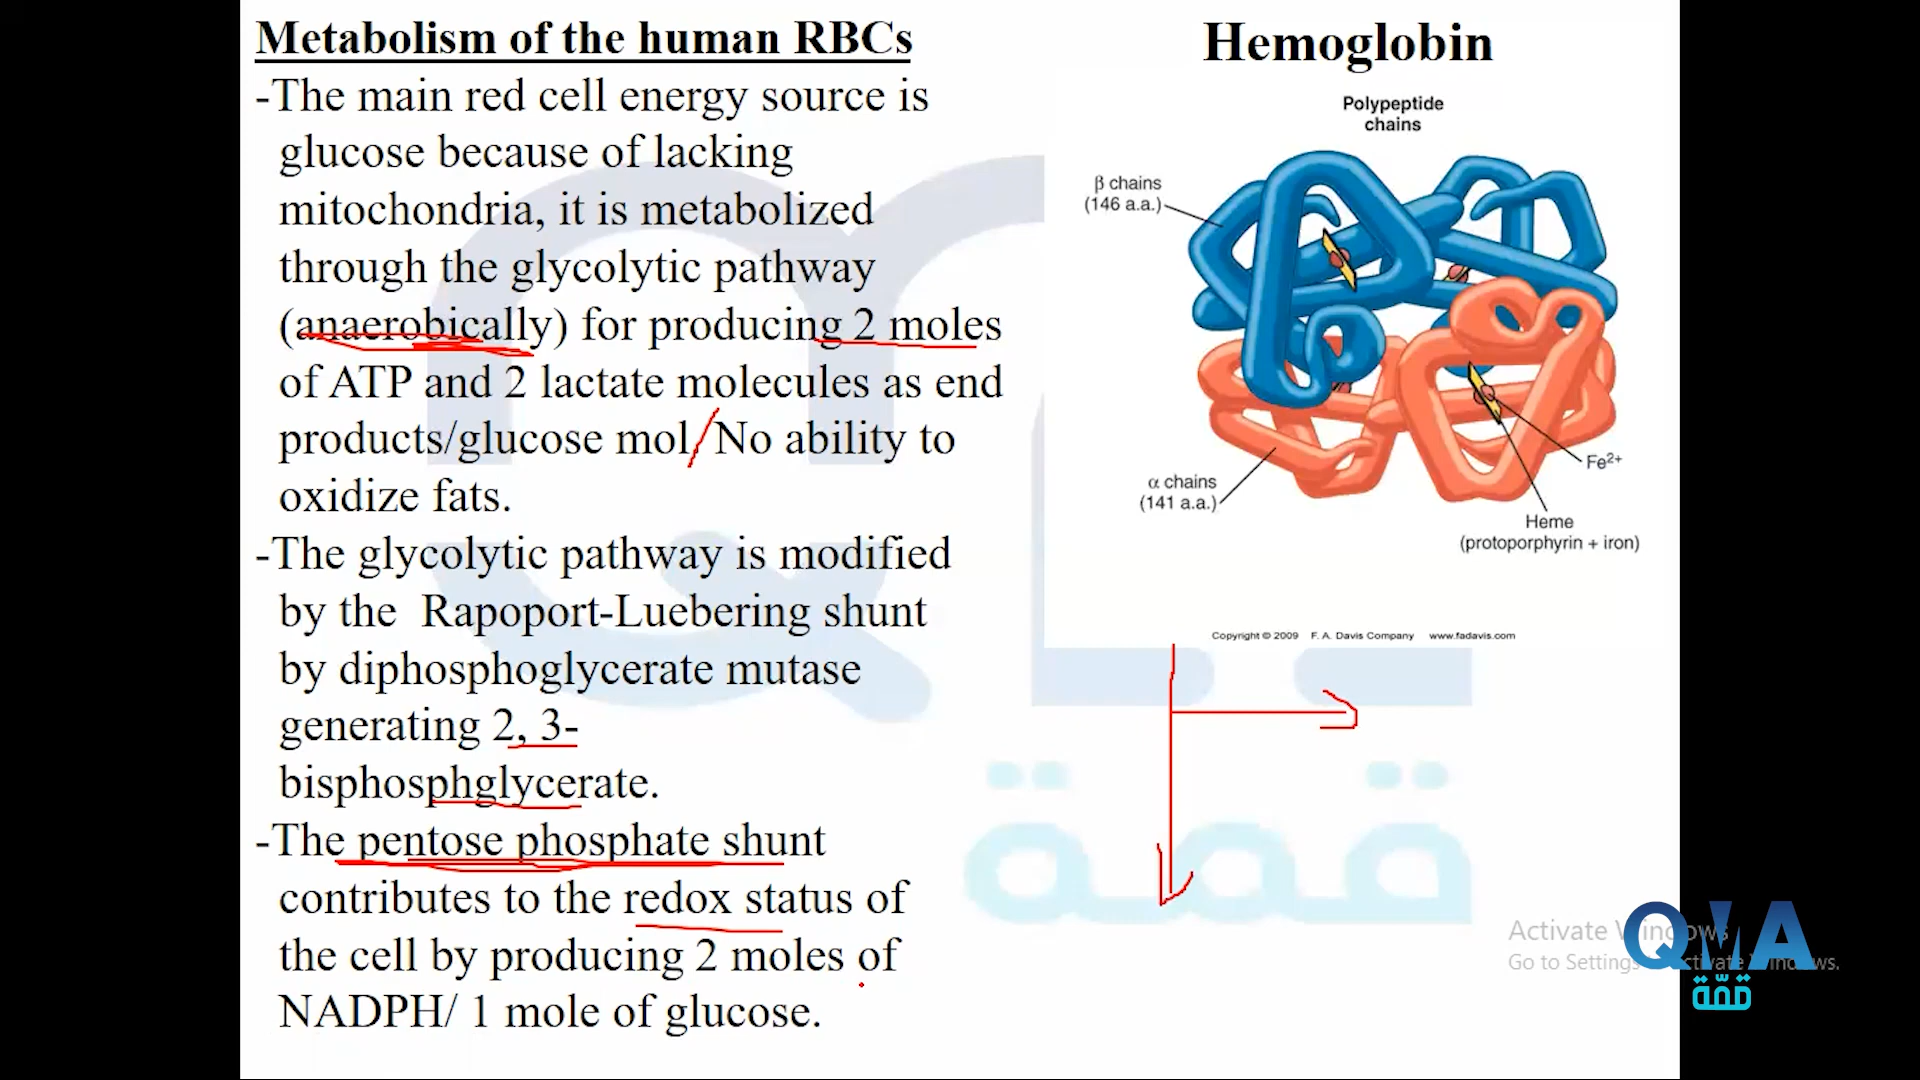 Metabolism of the human RBCs
-The main red cell energy source is
glucose because of lacking
mitochondria, it is metabolized
through the glycolytic pathway
(anaerobically) for producing 2 moles
of ATP and 2 lactate molecules as end
products/glucose mol/No ability to
oxidize fats.
-The glycolytic pathway is modified
by the Rapoport-Luebering shunt
by diphosphoglycerate mutase
generating 2, 3-
bisphosphglycerate.
-The pentose phosphate shunt
contributes to the redox status of
the cell by producing 2 moles of
NADPH/ 1 mole of glucose.
Hemoglobin
Polypeptide
chains
β chains
(146 a.a.)
α chains
(141 a.a.)
Fe2+
Heme
(protoporphyrin + iron)
Copyright © 2009 F. A. Davis Company www.fadavis.com
قمة
Activate Windows
Go to Settings to activate Windows.
QMA
قمّة